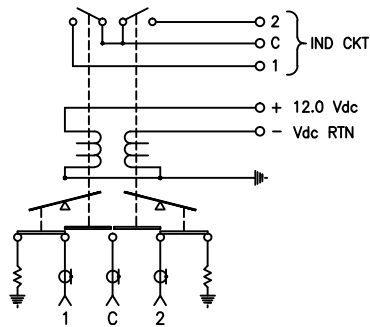 2
C IND CKT
1
+ 12.0 Vdc
- Vdc RTN
1 C 2